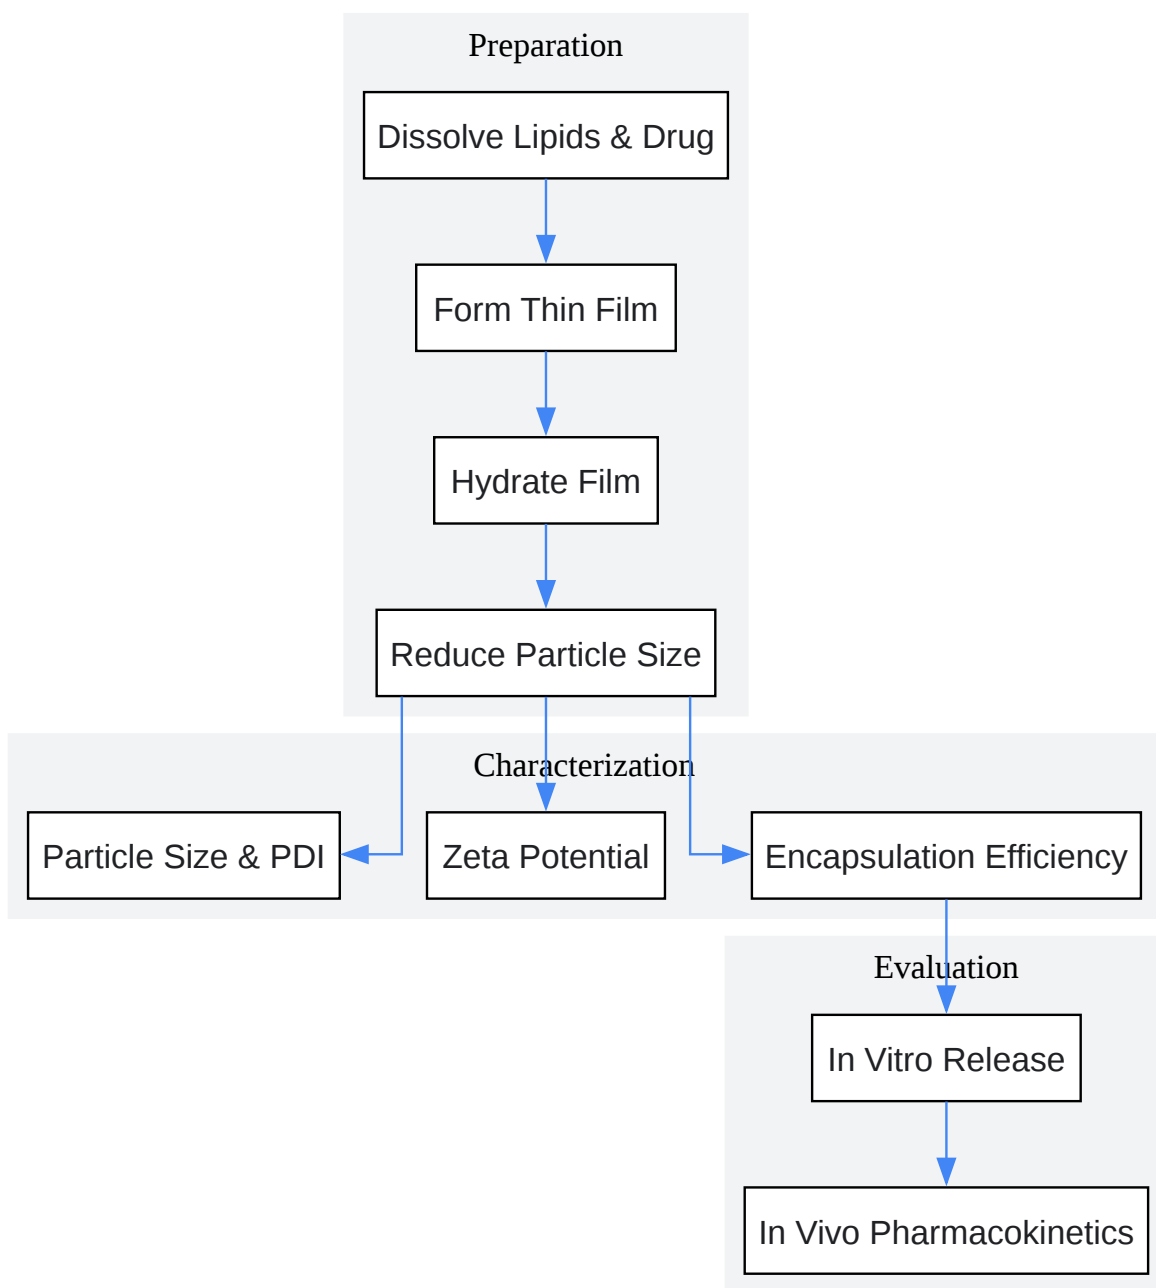 Preparation
Dissolve Lipids & Drug
Form Thin Film
Hydrate Film
Reduce Particle Size
Characterization
Particle Size & PDI
Zeta Potential
Encapsulation Efficiency
Evaluation
In Vitro Release
In Vivo Pharmacokinetics